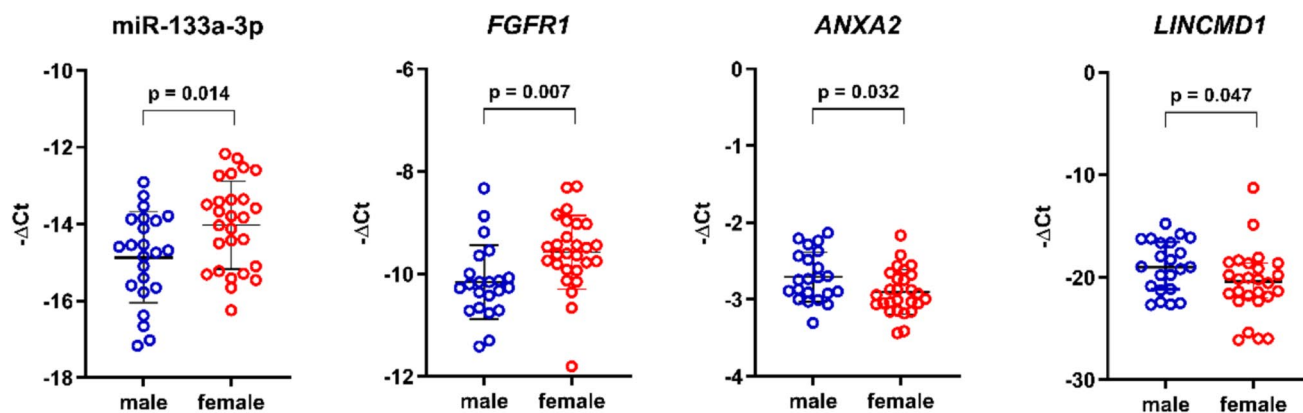 miR-133a-3p
-10
-12
-14
-16
-18
-ΔCt
p = 0.014
male female
FGFR1
-6
-8
-10
-12
-ΔCt
p = 0.007
male female
ANXA2
0
-1
-2
-3
-4
-ΔCt
p = 0.032
male female
LINCMD1
0
-10
-20
-30
-ΔCt
p = 0.047
male female